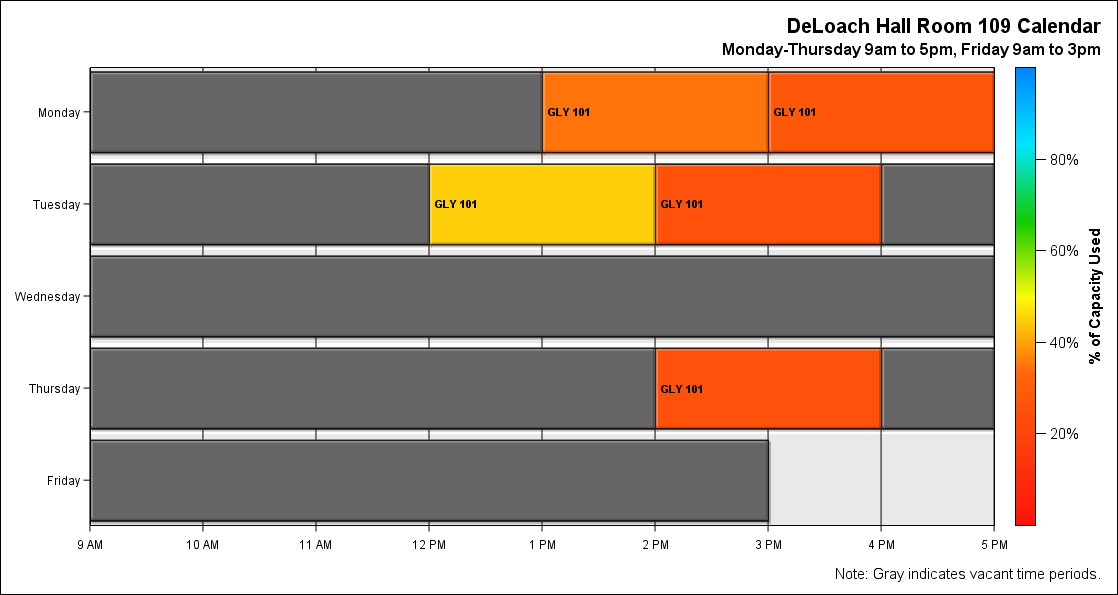 DeLoach Hall Room 109 Calendar
Monday-Thursday 9am to 5pm, Friday 9am to 3pm
Monday
GLY 101
GLY 101
Tuesday
GLY 101
GLY 101
Wednesday
Thursday
GLY 101
Friday
9 AM
10 AM
11 AM
12 PM
1 PM
2 PM
3 PM
4 PM
5 PM
80%
60%
40%
20%
% of Capacity Used
Note: Gray indicates vacant time periods.